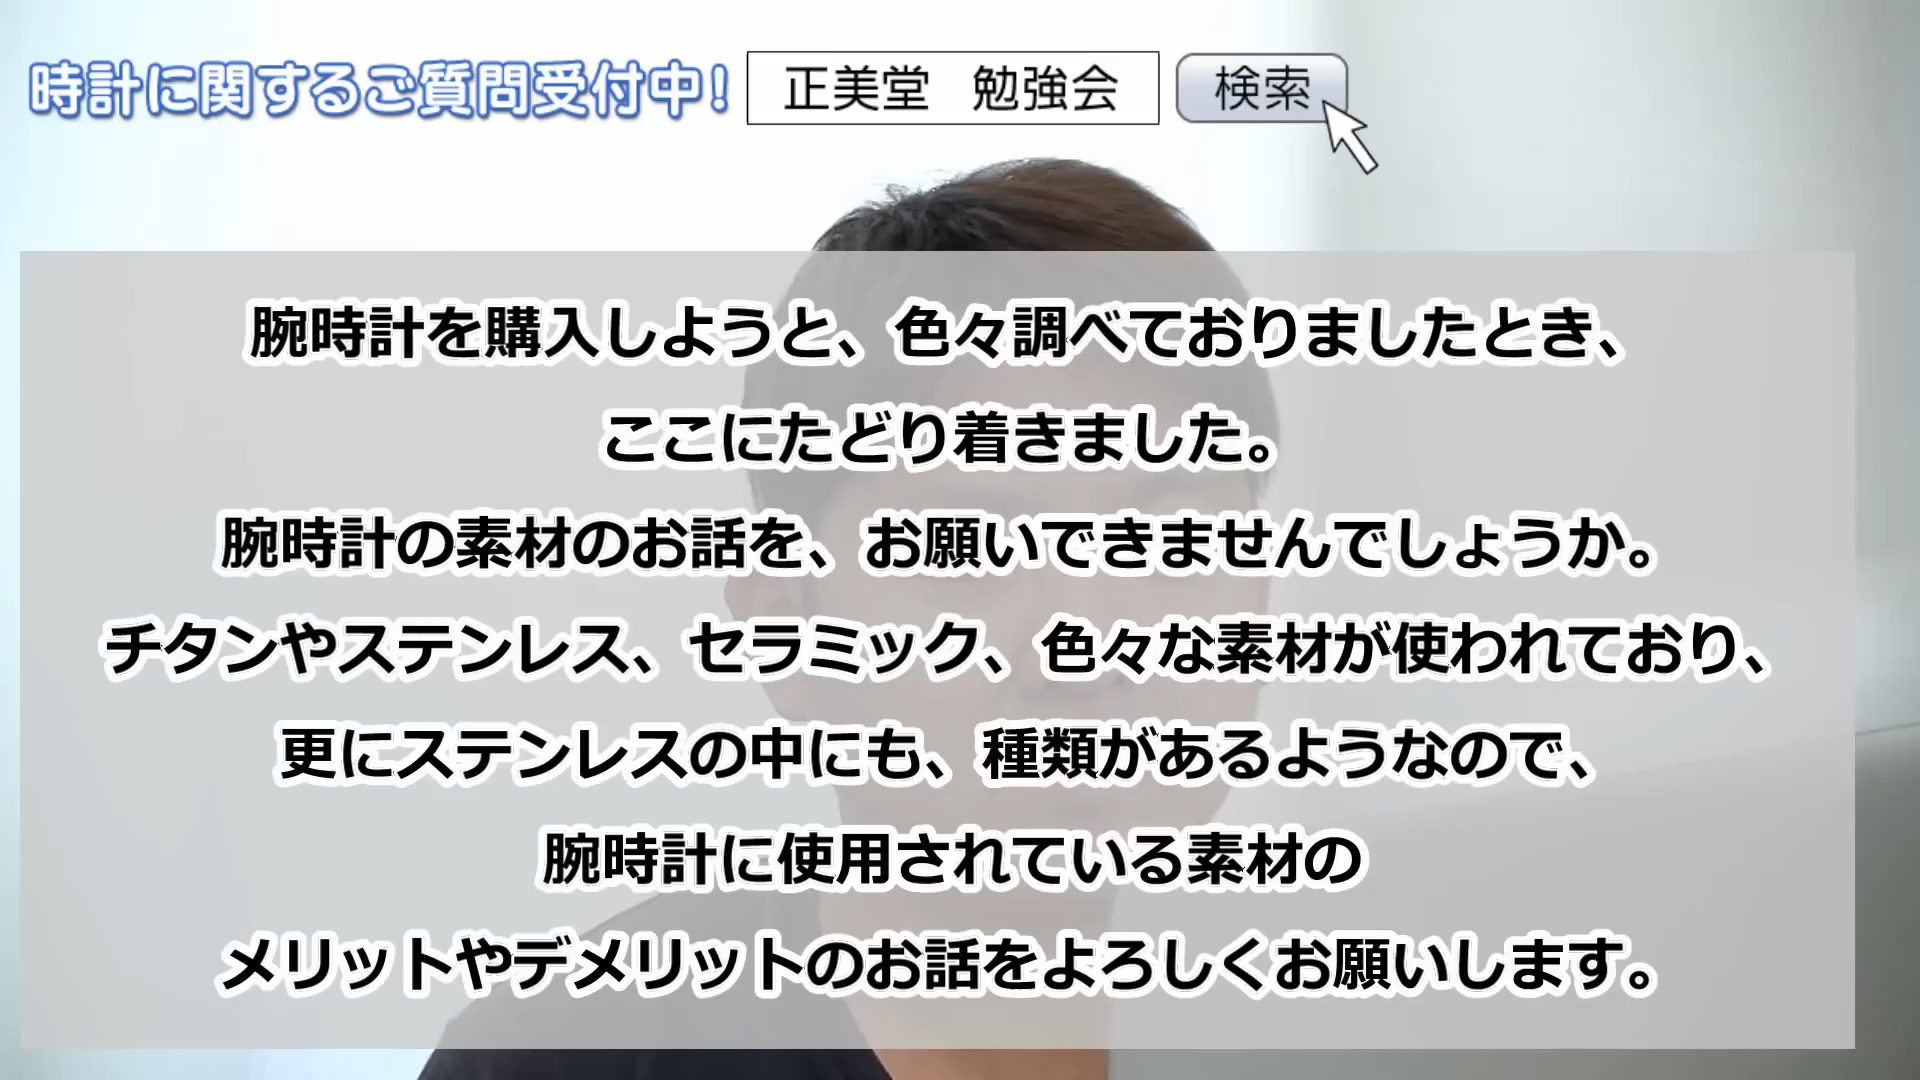 時計に関するご質問受付中！ 正美堂 勉強会 検索
腕時計を購入しようと、色々調べておりましたとき、
ここにたどり着きました。
腕時計の素材のお話を、お願いできませんでしょうか。
チタンやステンレス、セラミック、色々な素材が使われており、
更にステンレスの中にも、種類があるようなので、
腕時計に使用されている素材の
メリットやデメリットのお話をよろしくお願いします。